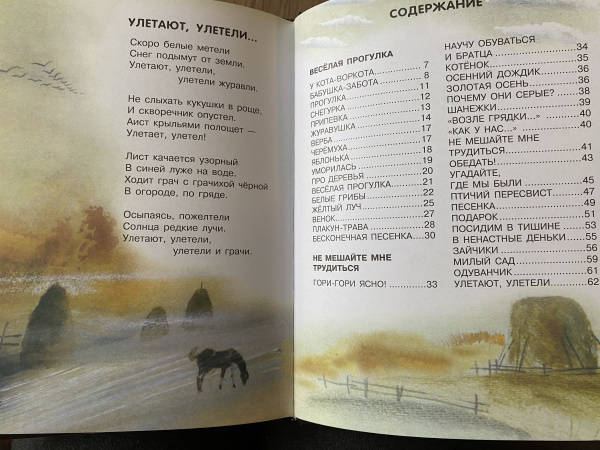 УЛЕТАЮТ, УЛЕТЕЛИ...
Скоро белые метели
Снег подымут от земли.
Улетают, улетели,
улетели журавли.
Не слыхать кукушки в роще,
И скворечник опустел.
Аист крыльями полощет —
Улетает, улетел!
Лист качается узорный
В синей луже на воде.
Ходит грач с грачихой чёрной
В огороде, по гряде.
Осыпаясь, пожелтели
Солнца редкие лучи.
Улетают, улетели,
улетели и грачи.
СОДЕРЖАНИЕ
ВЕСЁЛАЯ ПРОГУЛКА
У КОТА-ВОРКОТА 7
БАБУШКА-ЗАБОТА 8
ПРОГУЛКА 11
СНЕГУРКА 12
ПРИПЕВКА 13
ЖУРАВУШКА 14
ВЕРБА 17
ЧЕРЁМУХА 17
ЯБЛОНЬКА 18
УМОРИЛАСЬ 19
ПРО ДЕРЕВЬЯ 20
ВЕСЁЛАЯ ПРОГУЛКА 21
БЕЛЫЕ ГРИБЫ 22
ЖЁЛТЫЙ ЛУЧ 25
ВЕНОК 27
ПЛАКУН-ТРАВА 28
БЕСКОНЕЧНАЯ ПЕСЕНКА 30
НЕ МЕШАЙТЕ МНЕ
ТРУДИТЬСЯ
ГОРИ-ГОРИ ЯСНО! 33
НАУЧУ ОБУВАТЬСЯ
И БРАТЦА 34
КОТЁНОК 35
ОСЕННИЙ ДОЖДИК 36
ЗОЛОТАЯ ОСЕНЬ 36
ПОЧЕМУ ОНИ СЕРЫЕ? 38
ШАНЕЖКИ 39
«ВОЗЛЕ ГРЯДКИ...» 40
«КАК У НАС...» 40
НЕ МЕШАЙТЕ МНЕ
ТРУДИТЬСЯ 41
ОБЕДАТЬ! 43
УГАДАЙТЕ,
ГДЕ МЫ БЫЛИ 45
ПТИЧИЙ ПЕРЕСВИСТ 47
ПЕСЕНКА 49
ПОДАРОК 51
ПОСИДИМ В ТИШИНЕ 53
В НЕНАСТНЫЕ ДЕНЬКИ 55
ЗАЙЧИКИ 56
МИЛЫЙ САД 59
ОДУВАНЧИК 61
УЛЕТАЮТ, УЛЕТЕЛИ 62